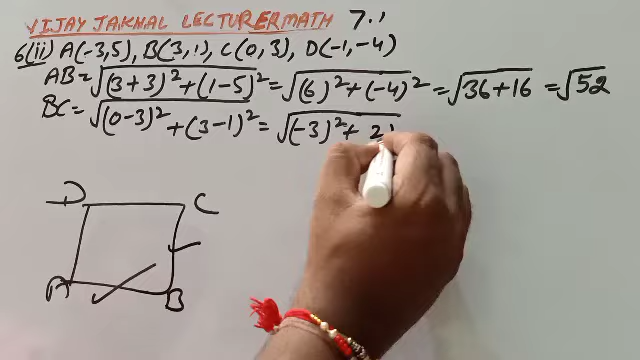 VIJAY JAKHAL LECTURER MATH 7.1
6(ii) A(-3,5), B(3,1), C(0,3), D(-1,-4)
AB=√(3+3)²+(1-5)² = √(6)²+(-4)² = √36+16 = √52
BC=√(0-3)²+(3-1)² = √(-3)²+2
D C
A B